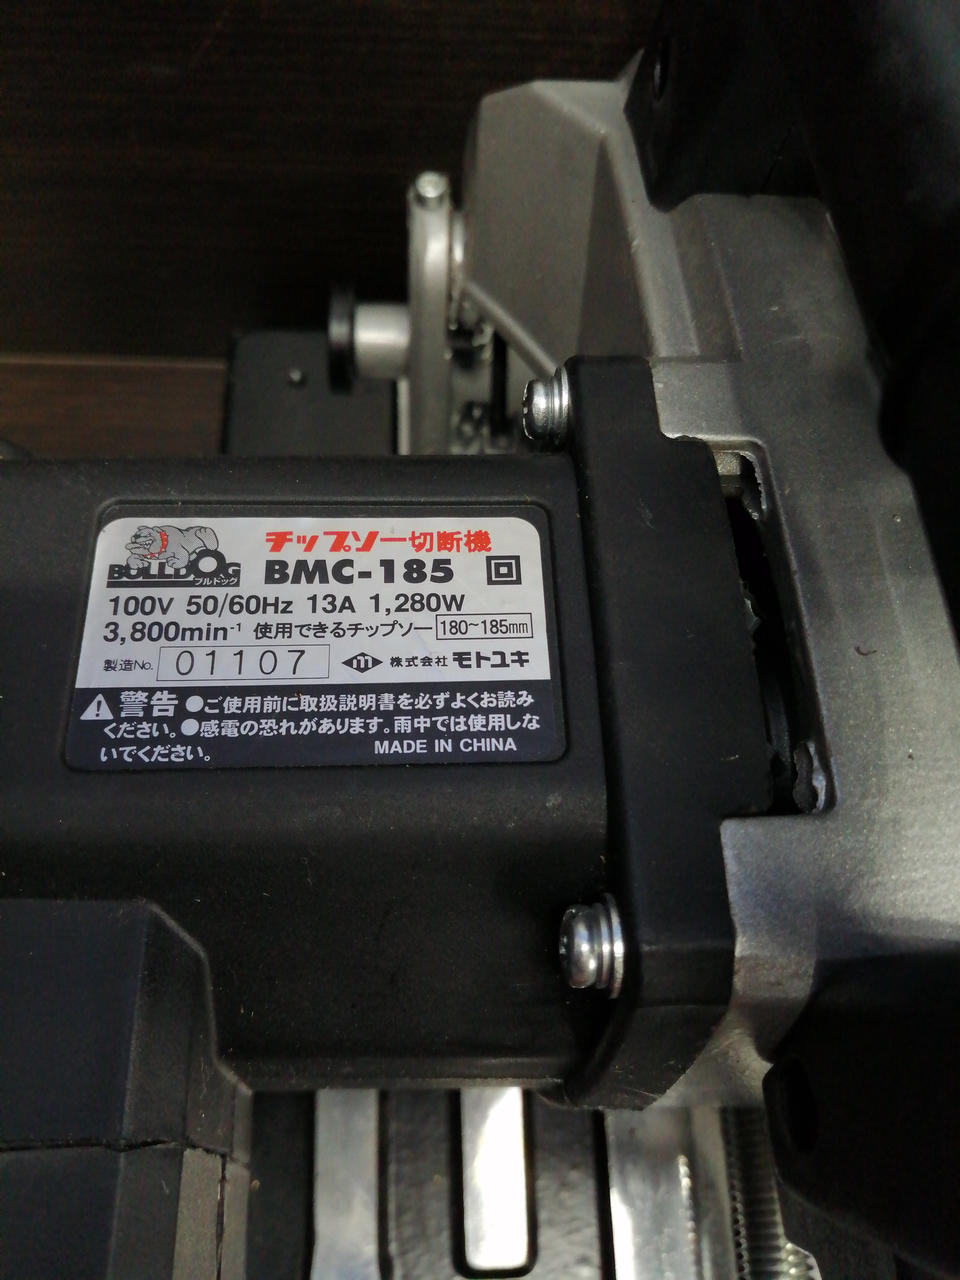 チップソー切断機
BULLDOG
ブルドッグ
BMC-185
100V 50/60Hz 13A 1,280W
3,800min⁻¹ 使用できるチップソー 180~185mm
製造No. 01107 m 株式会社 モトユキ
警告 ●ご使用前に取扱説明書を必ずよくお読み
ください。●感電の恐れがあります。雨中では使用しな
いでください。
MADE IN CHINA